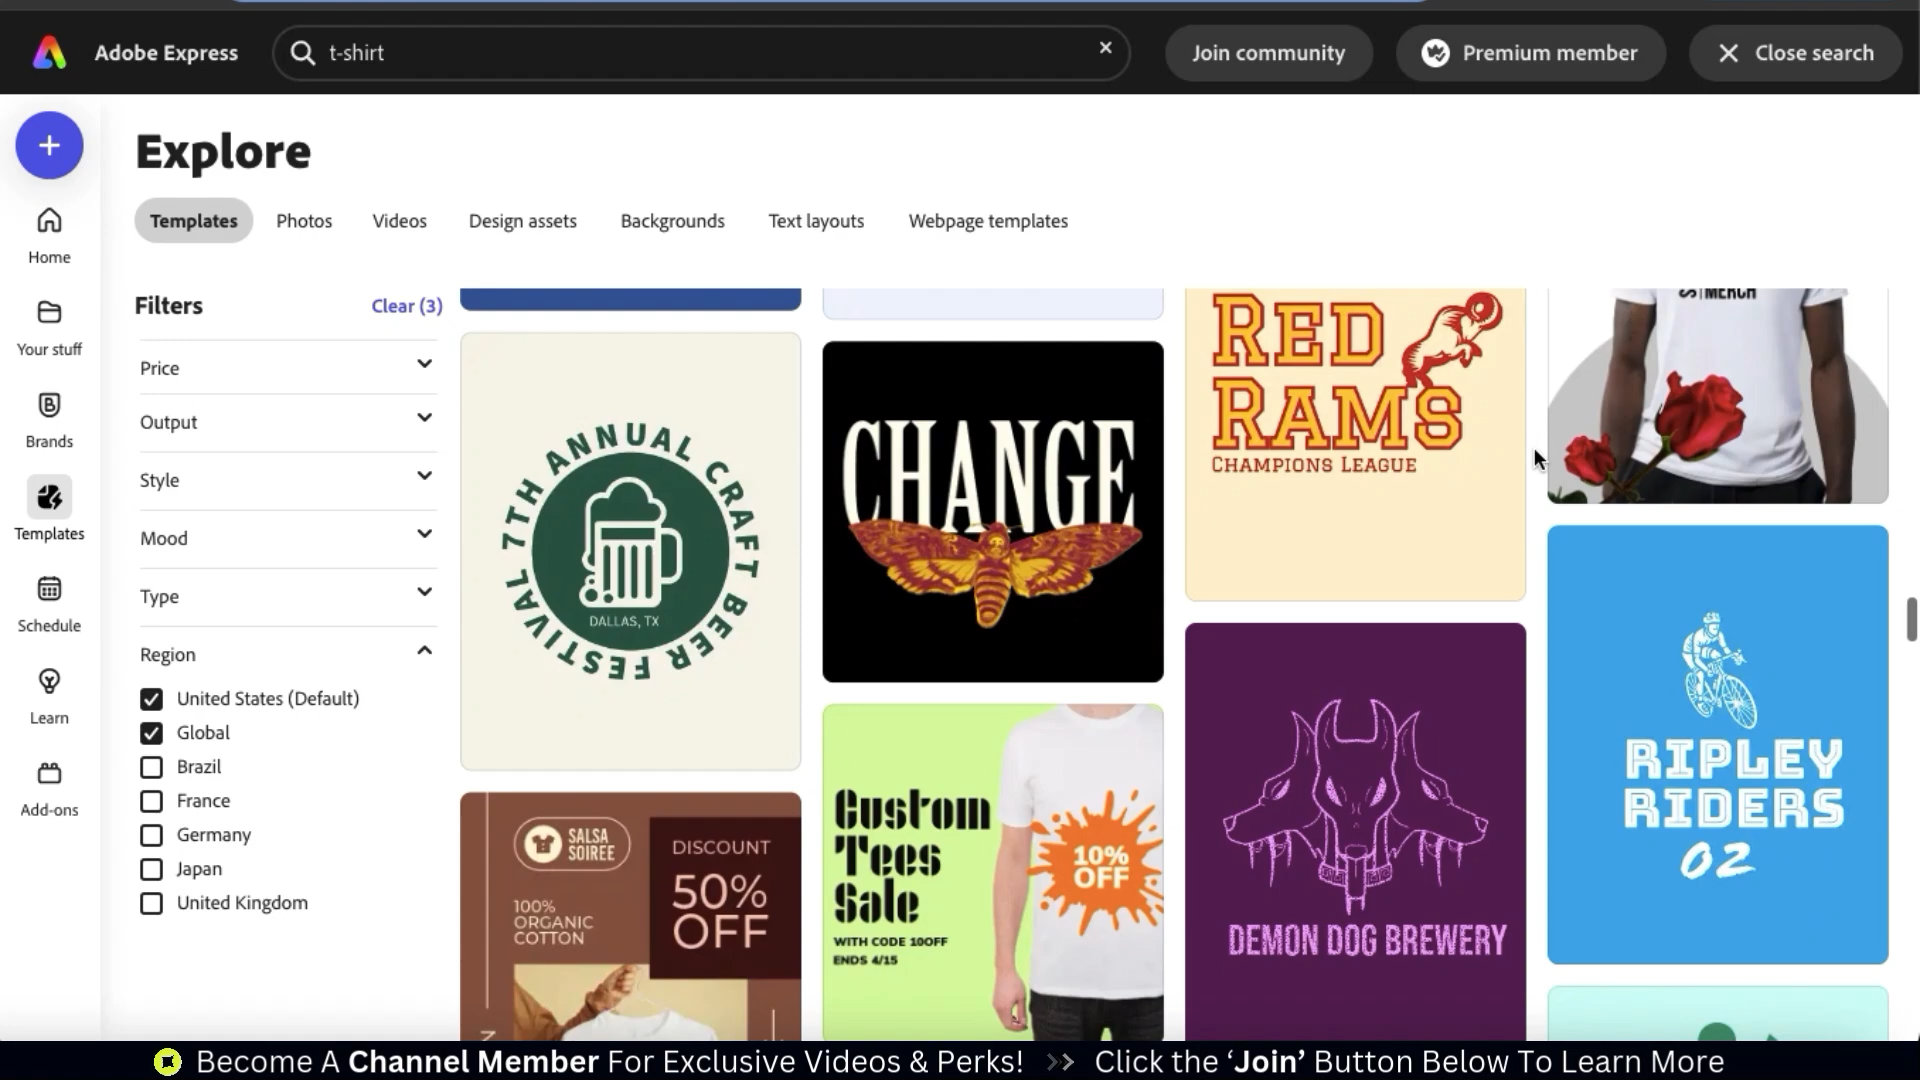 Adobe Express
t-shirt
Join community
Premium member
Close search
Explore
Templates
Photos
Videos
Design assets
Backgrounds
Text layouts
Webpage templates
Home
Your stuff
Brands
Templates
Schedule
Learn
Add-ons
Filters
Clear (3)
Price
Output
Style
Mood
Type
Region
United States (Default)
Global
Brazil
France
Germany
Japan
United Kingdom
7TH ANNUAL CRAFT BEER FESTIVAL
DALLAS, TX
SALSA
SOIREE
DISCOUNT
50%
OFF
100%
ORGANIC
COTTON
CHANGE
Custom
Tees
Sale
WITH CODE 10OFF
ENDS 4/15
10%
OFF
RED
RAMS
CHAMPIONS LEAGUE
DEMON DOG BREWERY
MERCH
RIPLEY
RIDERS
02
Become A Channel Member For Exclusive Videos & Perks! >> Click the ‘Join’ Button Below To Learn More